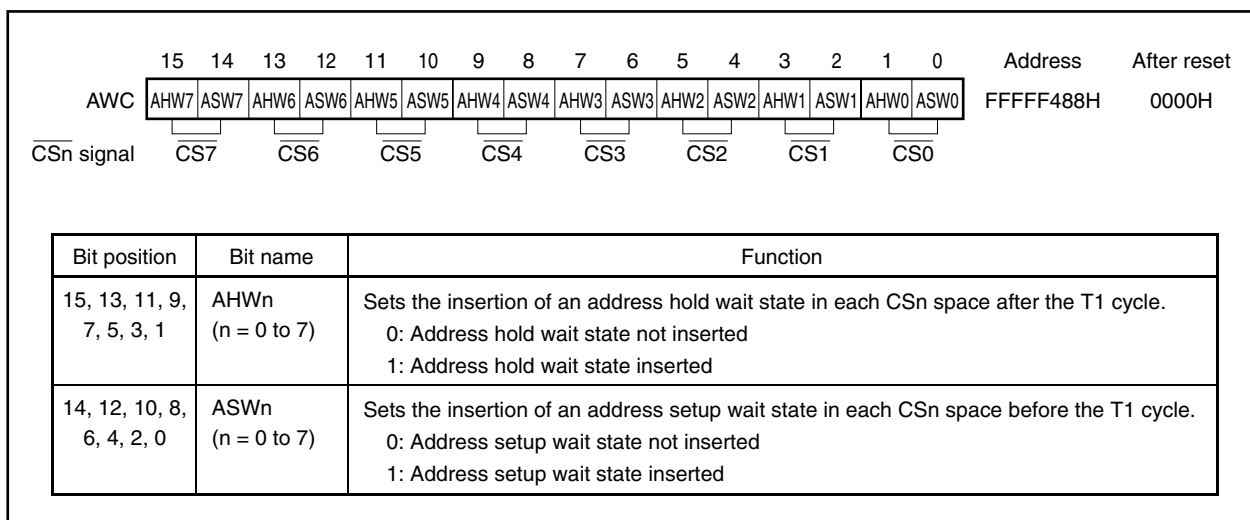 15 14 13 12 11 10 9 8 7 6 5 4 3 2 1 0 Address After reset
AWC AHW7 ASW7 AHW6 ASW6 AHW5 ASW5 AHW4 ASW4 AHW3 ASW3 AHW2 ASW2 AHW1 ASW1 AHW0 ASW0 FFFFF488H 0000H
CSn signal CS7 CS6 CS5 CS4 CS3 CS2 CS1 CS0
Bit position Bit name Function
15, 13, 11, 9, AHWn Sets the insertion of an address hold wait state in each CSn space after the T1 cycle.
7, 5, 3, 1 (n = 0 to 7) 0: Address hold wait state not inserted
1: Address hold wait state inserted
14, 12, 10, 8, ASWn Sets the insertion of an address setup wait state in each CSn space before the T1 cycle.
6, 4, 2, 0 (n = 0 to 7) 0: Address setup wait state not inserted
1: Address setup wait state inserted